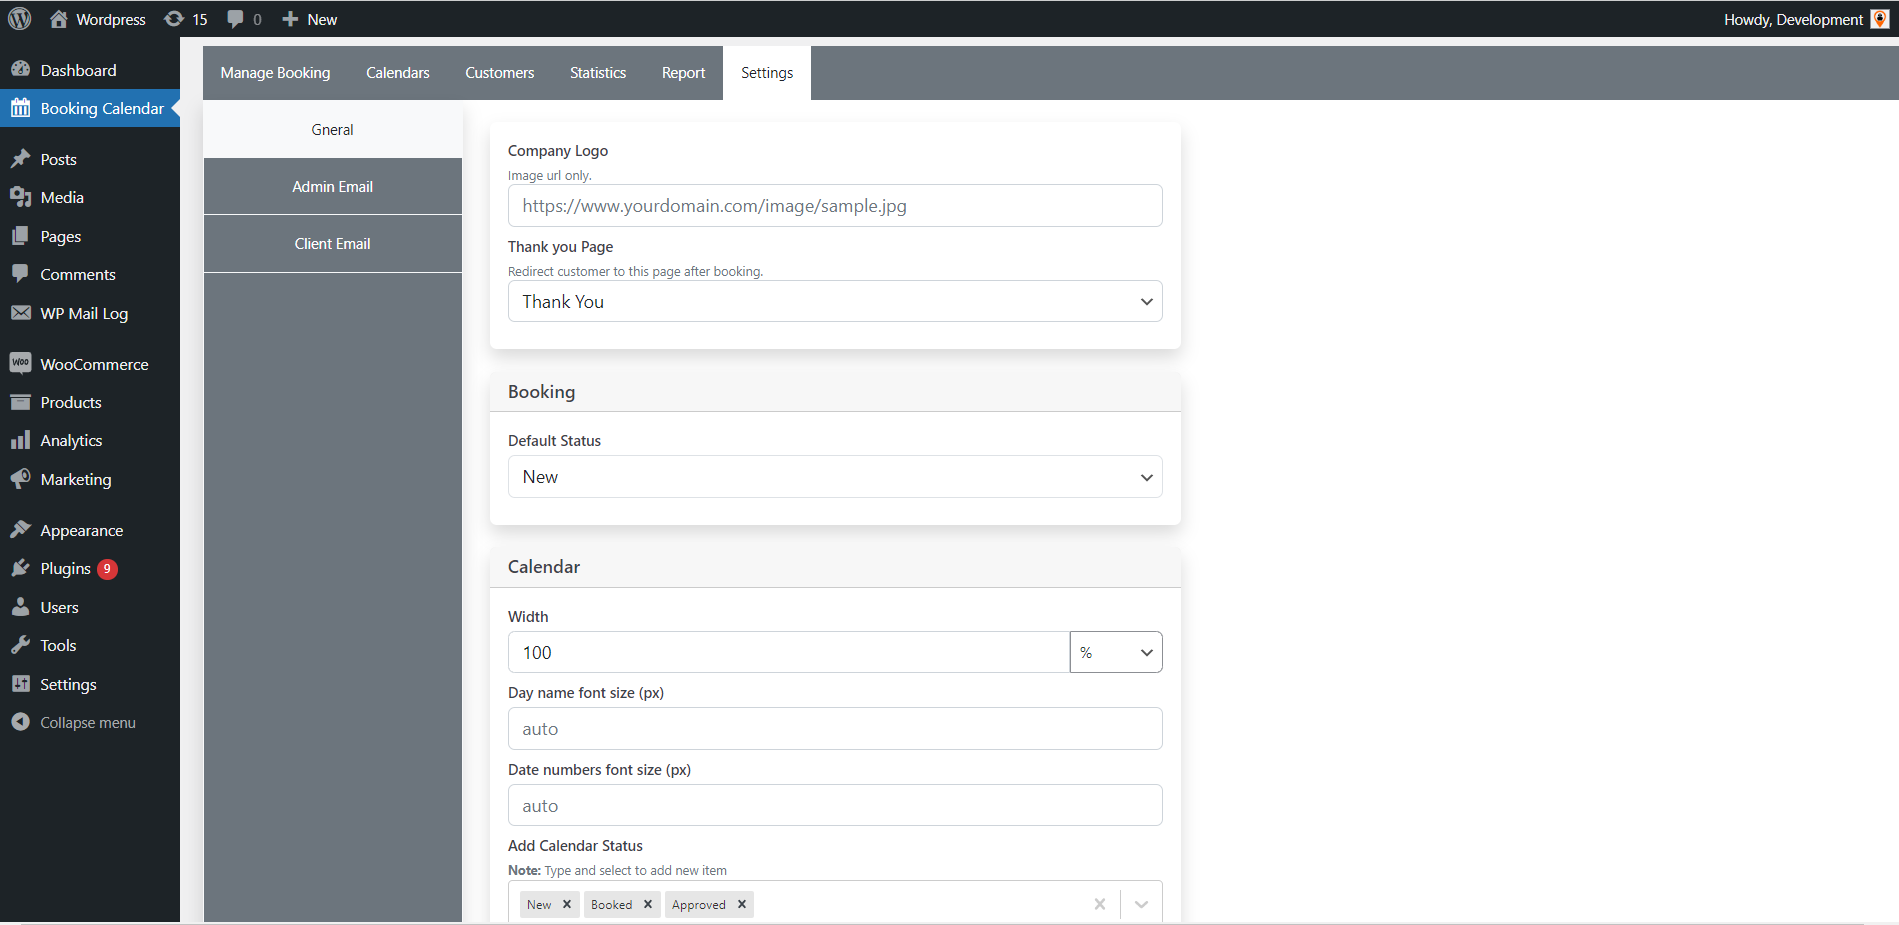 Wordpress 15 0 New Howdy, Development
Dashboard
Booking Calendar
Posts
Media
Pages
Comments
WP Mail Log
Woo WooCommerce
Products
Analytics
Marketing
Appearance
Plugins 9
Users
Tools
Settings
Collapse menu
Manage Booking Calendars Customers Statistics Report Settings
Gneral
Admin Email
Client Email
Company Logo
Image url only.
https://www.yourdomain.com/image/sample.jpg
Thank you Page
Redirect customer to this page after booking.
Thank You
Booking
Default Status
New
Calendar
Width
100 %
Day name font size (px)
auto
Date numbers font size (px)
auto
Add Calendar Status
Note: Type and select to add new item
New Booked Approved